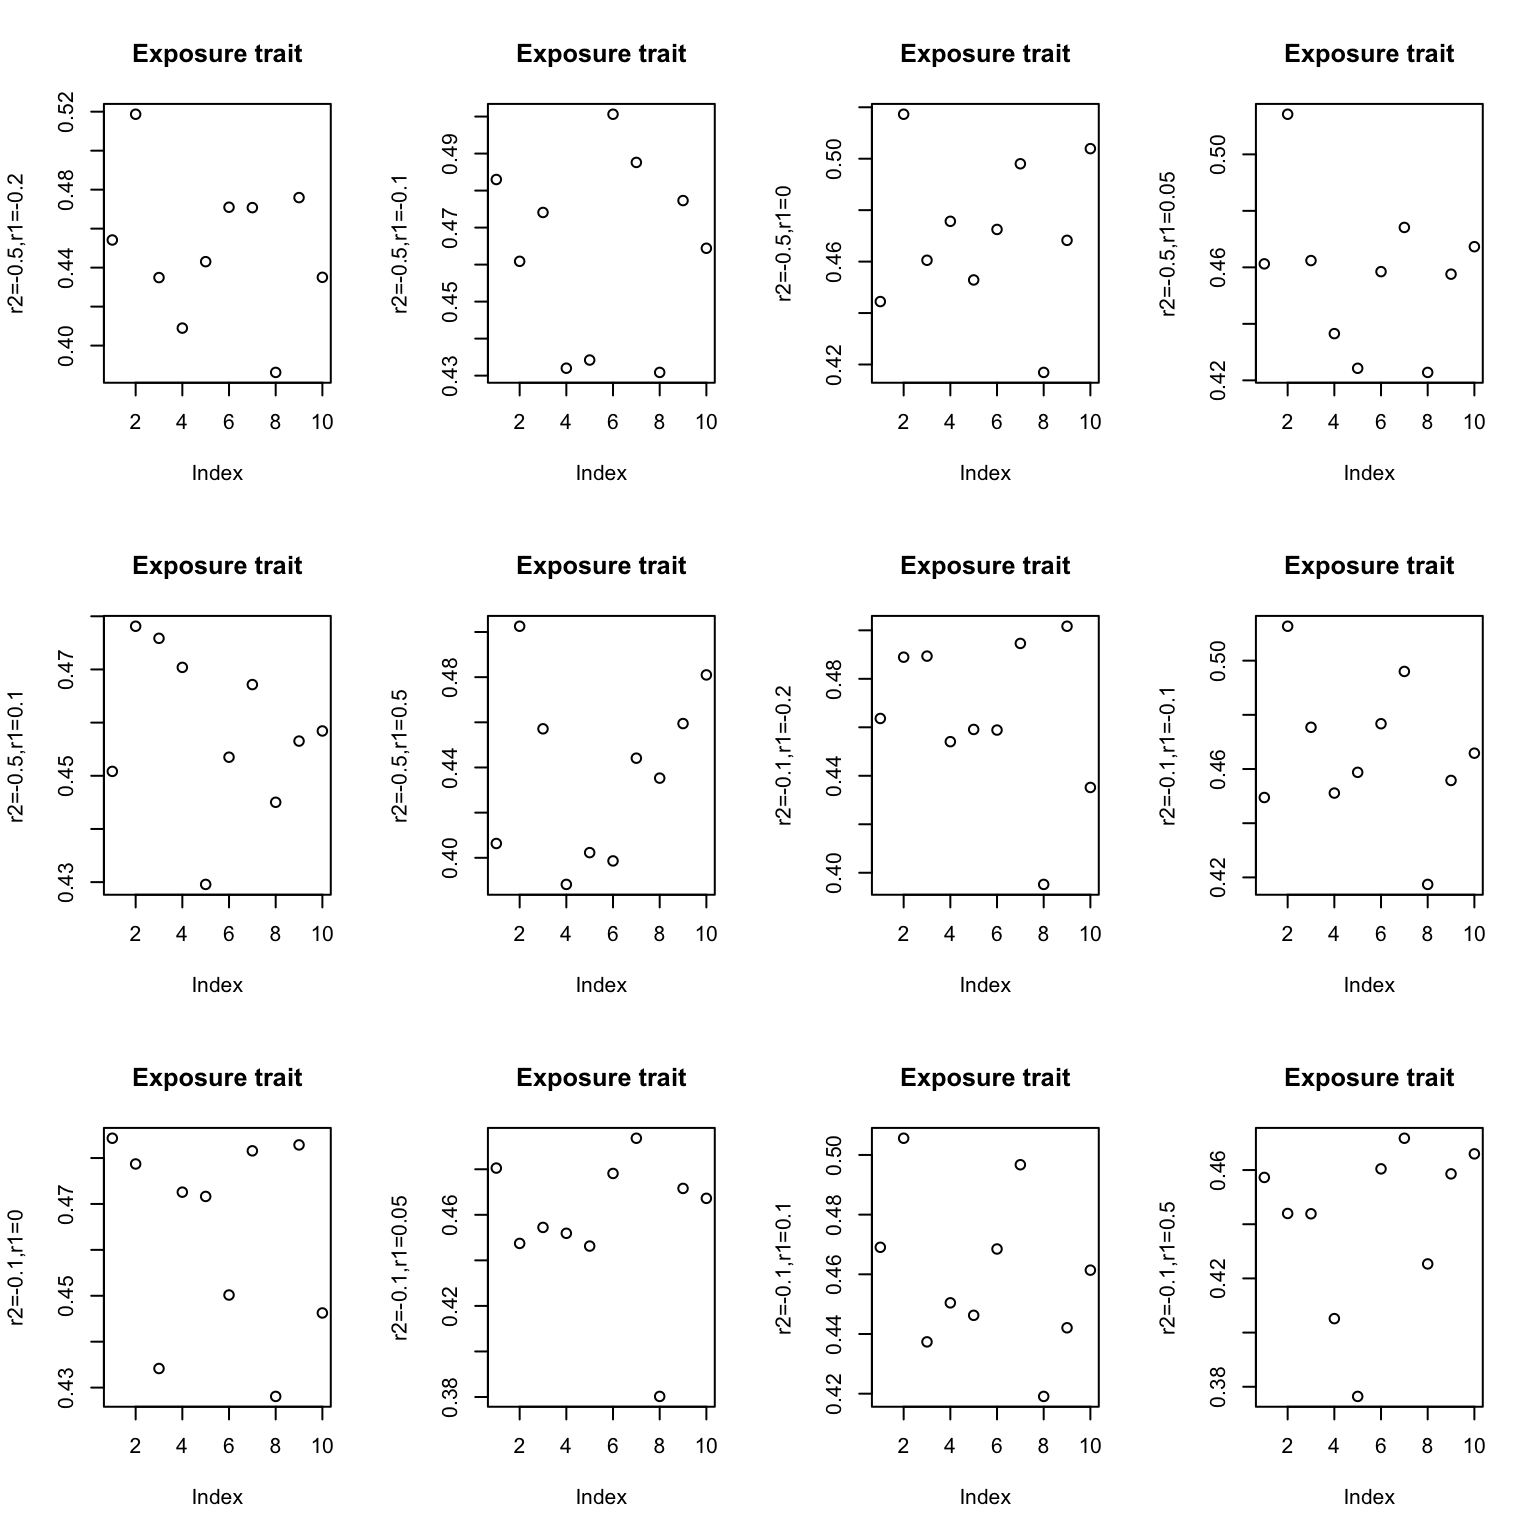 Exposure trait
r2=-0.5,r1=-0.2
0.52
0.48
0.44
0.40
2 4 6 8 10
Index
Exposure trait
r2=-0.5,r1=-0.1
0.49
0.47
0.45
0.43
2 4 6 8 10
Index
Exposure trait
r2=-0.5,r1=0
0.50
0.46
0.42
2 4 6 8 10
Index
Exposure trait
r2=-0.5,r1=0.05
0.50
0.46
0.42
2 4 6 8 10
Index
Exposure trait
r2=-0.5,r1=0.1
0.47
0.45
0.43
2 4 6 8 10
Index
Exposure trait
r2=-0.5,r1=0.5
0.48
0.44
0.40
2 4 6 8 10
Index
Exposure trait
r2=-0.1,r1=-0.2
0.48
0.44
0.40
2 4 6 8 10
Index
Exposure trait
r2=-0.1,r1=-0.1
0.50
0.46
0.42
2 4 6 8 10
Index
Exposure trait
r2=-0.1,r1=0
0.47
0.45
0.43
2 4 6 8 10
Index
Exposure trait
r2=-0.1,r1=0.05
0.46
0.42
0.38
2 4 6 8 10
Index
Exposure trait
r2=-0.1,r1=0.1
0.50
0.48
0.46
0.44
0.42
2 4 6 8 10
Index
Exposure trait
r2=-0.1,r1=0.5
0.46
0.42
0.38
2 4 6 8 10
Index